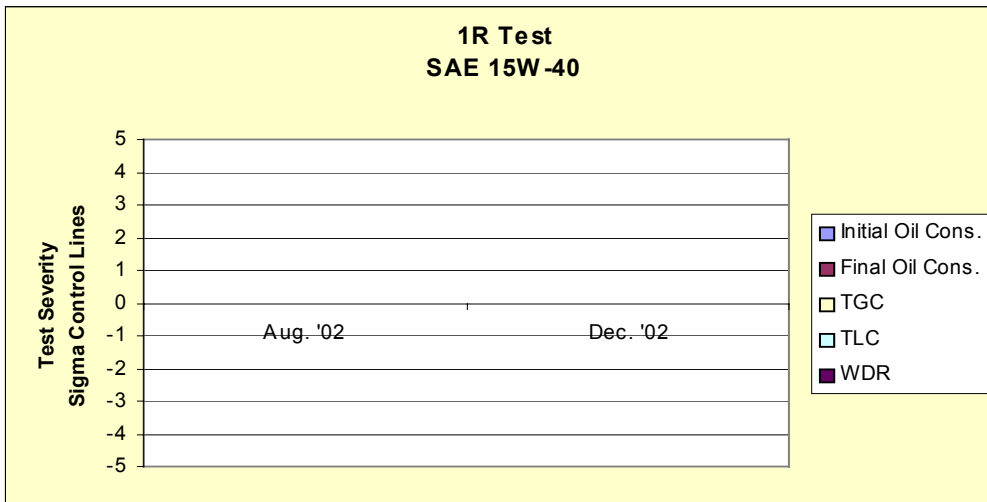 1R Test
SAE 15W-40
Test Severity
Sigma Control Lines
5
4
3
2
1
0
-1
-2
-3
-4
-5
Aug. '02
Dec. '02
Initial Oil Cons.
Final Oil Cons.
TGC
TLC
WDR